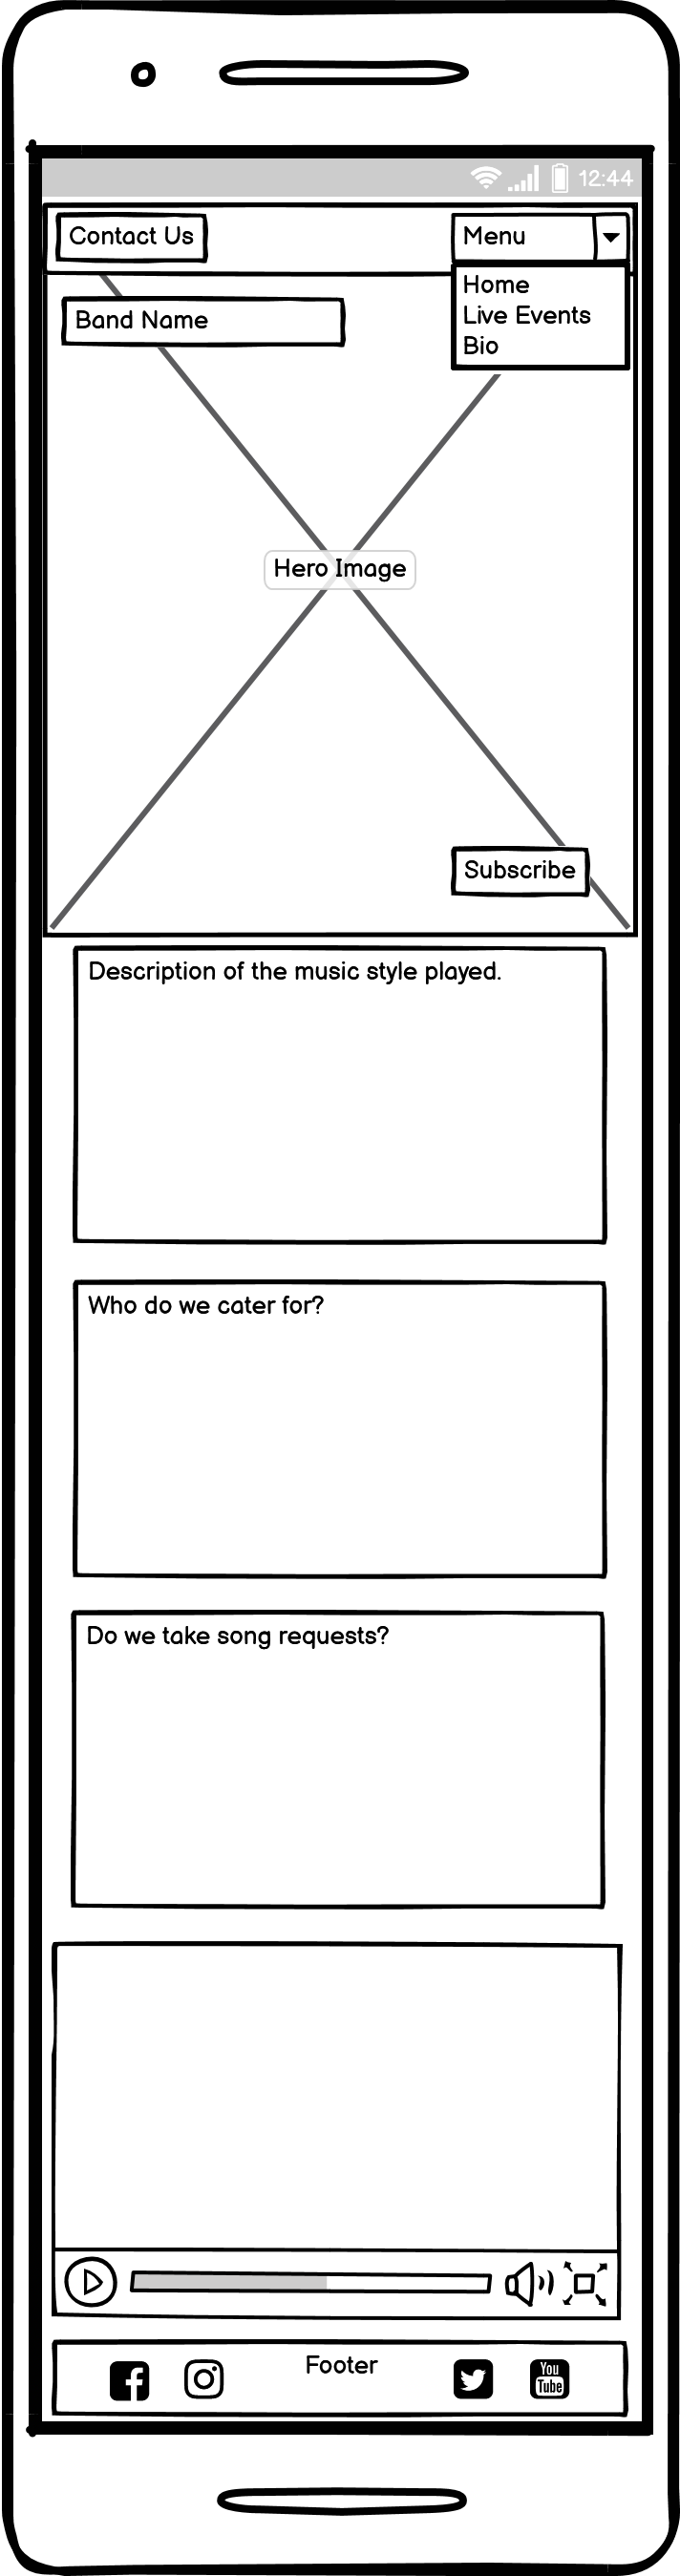 12:44
Contact Us
Menu
Home
Live Events
Bio
Band Name
Hero Image
Subscribe
Description of the music style played.
Who do we cater for?
Do we take song requests?
Footer
You
Tube